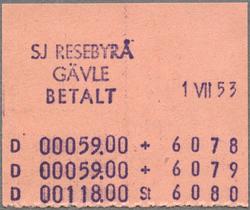 SJ RESEBYRÅ
GÄVLE
BETALT 1 VII 53
D 00059.00 + 6078
D 00059.00 + 6079
D 00118.00 St 6080